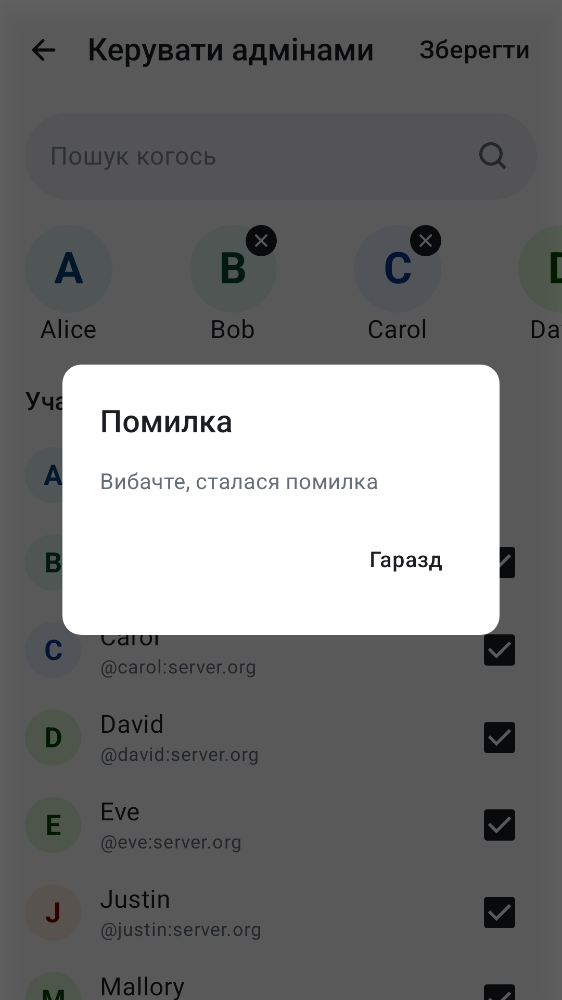 Керувати адмінами
Зберегти
Пошук когось
A
B
C
Alice
Bob
Carol
Da
Уча
Помилка
Вибачте, сталася помилка
Гаразд
A
B
C
Carol
@carol:server.org
D
David
@david:server.org
E
Eve
@eve:server.org
J
Justin
@justin:server.org
M
Mallory